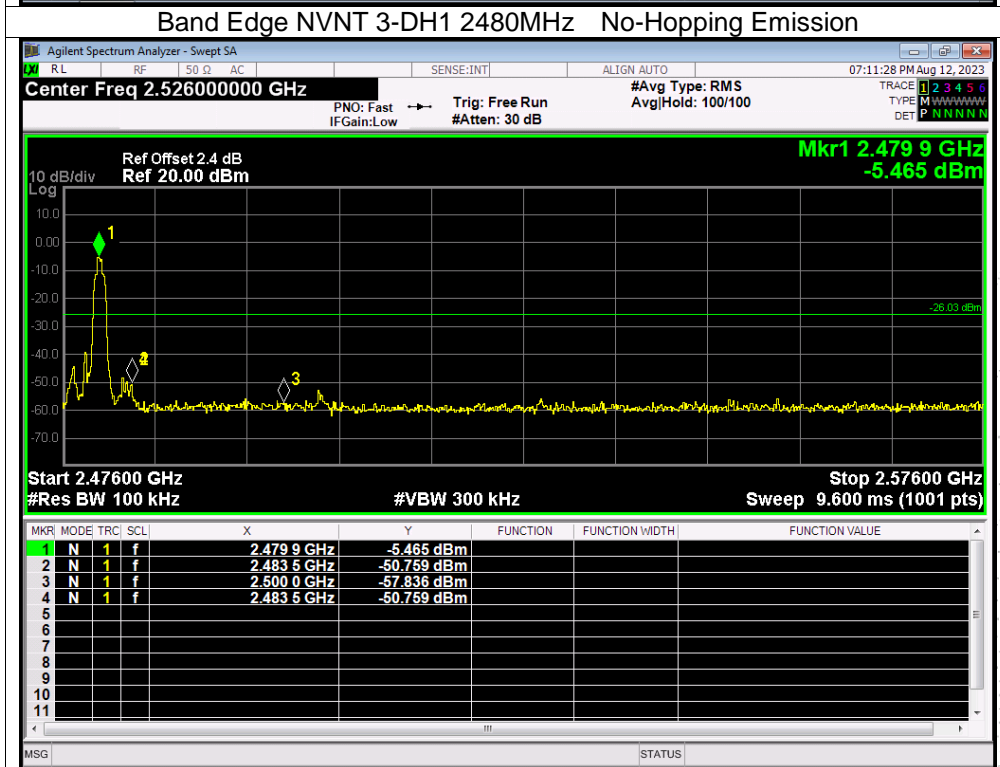 Band Edge NVNT 3-DH1 2480MHz No-Hopping Emission
Agilent Spectrum Analyzer - Swept SA
LXI RL RF 50 Ω AC SENSE:INT ALIGN AUTO 07:11:28 PM Aug 12, 2023
Center Freq 2.526000000 GHz #Avg Type: RMS TRACE 1 2 3 4 5 6
PNO: Fast Trig: Free Run Avg|Hold: 100/100 TYPE M WWWWW
IFGain:Low #Atten: 30 dB DET P N N N N N
Mkr1 2.479 9 GHz
-5.465 dBm
Ref Offset 2.4 dB
10 dB/div Ref 20.00 dBm
Log
10.0
0.00
-10.0
-20.0
-30.0
-40.0
-50.0
-60.0
-70.0
1
-26.03 dBm
3
Start 2.47600 GHz Stop 2.57600 GHz
#Res BW 100 kHz #VBW 300 kHz Sweep 9.600 ms (1001 pts)
MKR MODE TRC SCL X Y FUNCTION FUNCTION WIDTH FUNCTION VALUE
1 N 1 f 2.479 9 GHz -5.465 dBm
2 N 1 f 2.483 5 GHz -50.759 dBm
3 N 1 f 2.500 0 GHz -57.836 dBm
4 N 1 f 2.483 5 GHz -50.759 dBm
5
6
7
8
9
10
11
MSG STATUS